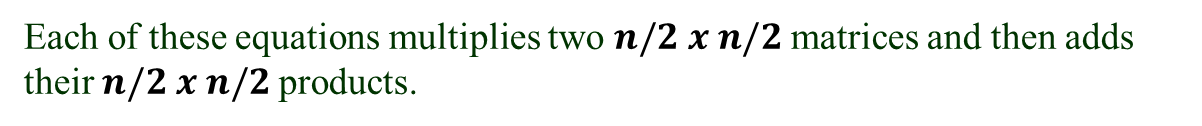 Each of these equations multiplies two n/2 x n/2 matrices and then adds
their n/2 x n/2 products.